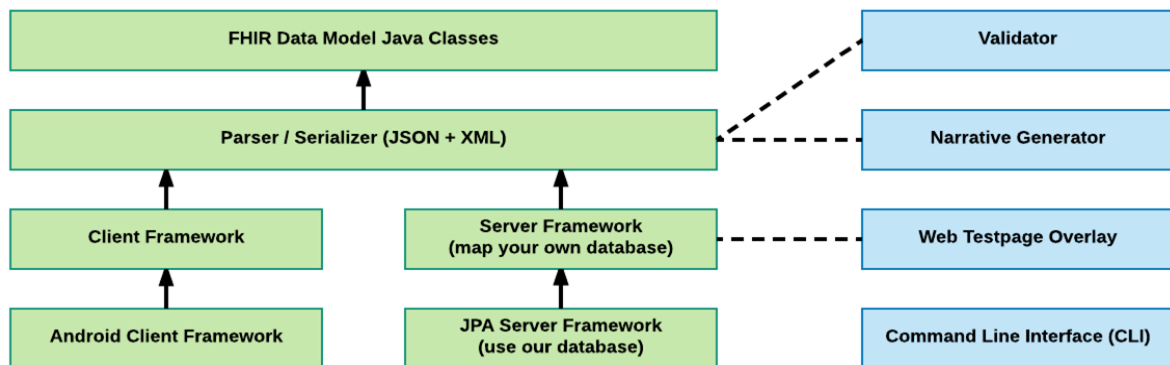 FHIR Data Model Java Classes
Validator
Parser / Serializer (JSON + XML)
Narrative Generator
Client Framework
Server Framework
(map your own database)
Web Testpage Overlay
Android Client Framework
JPA Server Framework
(use our database)
Command Line Interface (CLI)